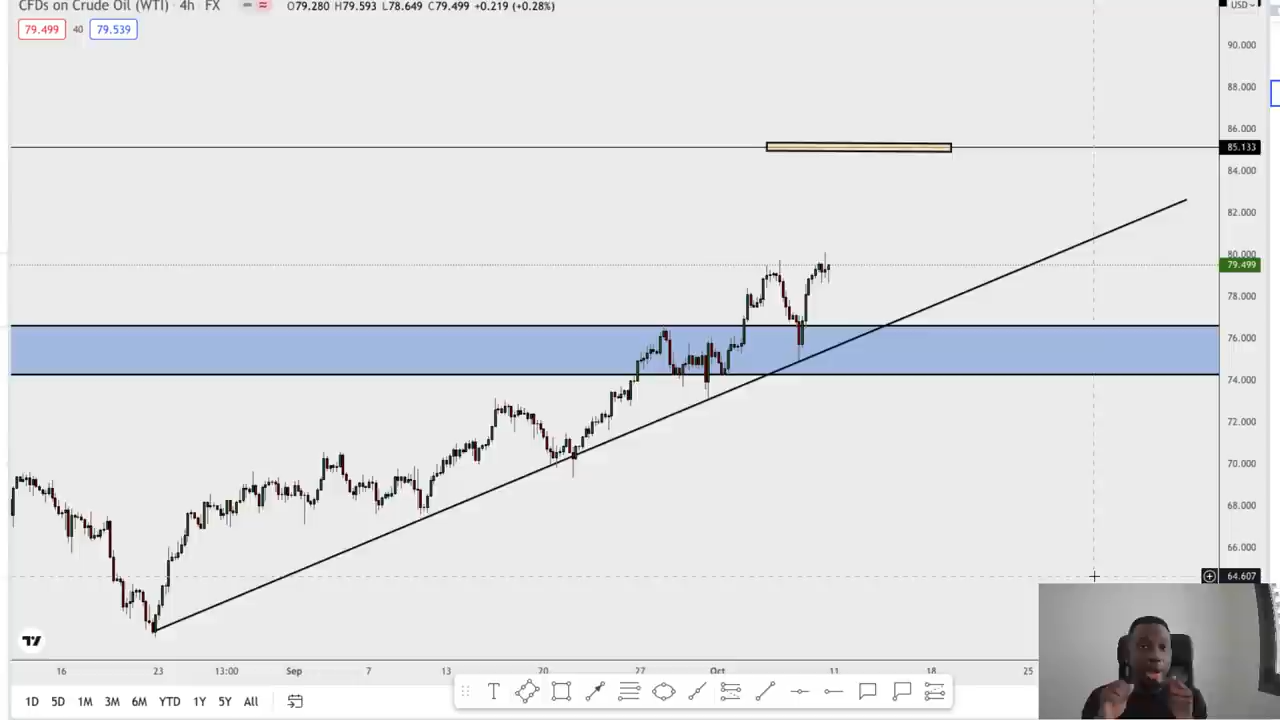 CFDs on Crude Oil (WTI) · 4h · FX O79.280 H79.593 L78.649 C79.499 +0.219 (+0.28%)
USD
79.499 40 79.539
90.000
88.000
86.000
85.133
84.000
82.000
80.000
79.499
78.000
76.000
74.000
72.000
70.000
68.000
66.000
64.607
16 23 13:00 Sep 7 13 20 27 Oct 11 18 25
1D 5D 1M 3M 6M YTD 1Y 5Y All
T